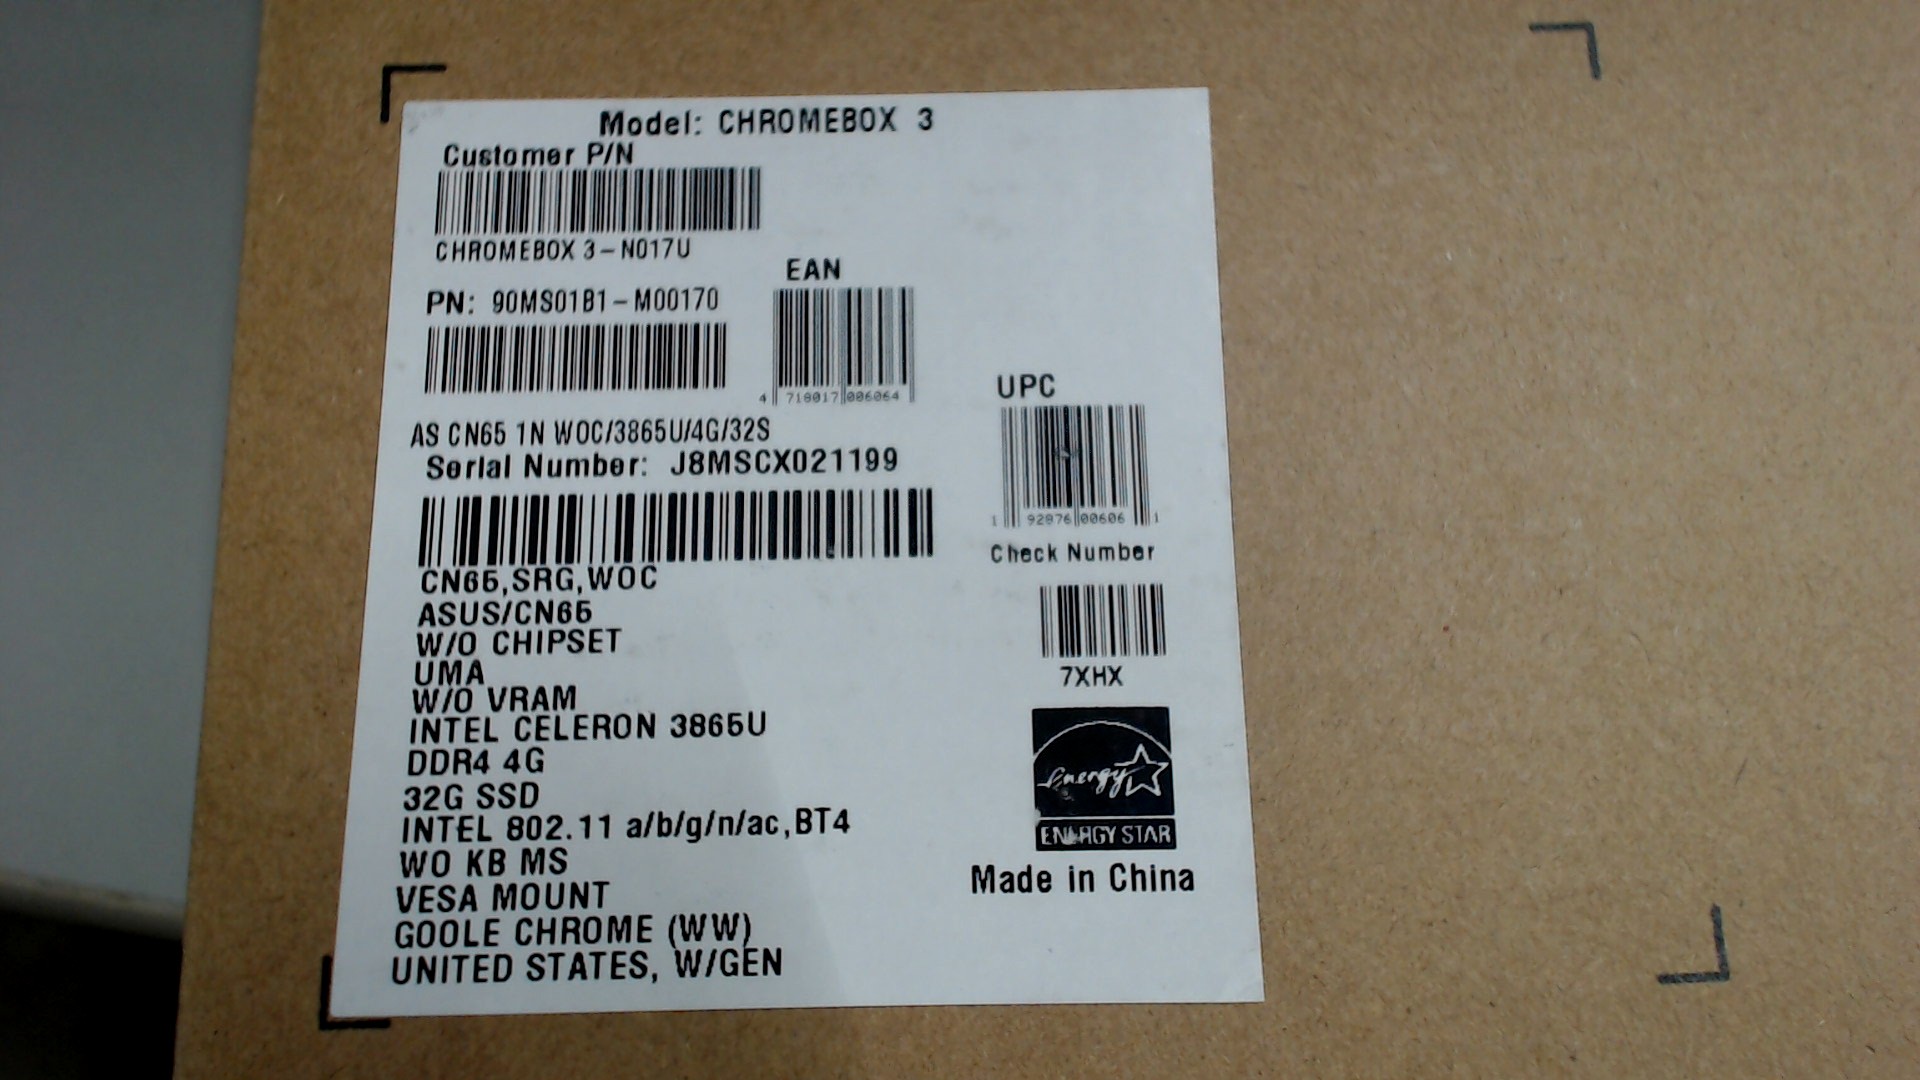 Model: CHROMEBOX 3
Customer P/N
CHROMEBOX 3-N017U
PN: 90MS01B1-M00170
EAN
4 718017 006064
AS CN65 1N WOC/3865U/4G/32S
Serial Number: J8MSCX021199
UPC
1 92876 00606 1
Check Number
7XHX
CN65,SRG,WOC
ASUS/CN65
W/O CHIPSET
UMA
W/O VRAM
INTEL CELERON 3865U
DDR4 4G
32G SSD
INTEL 802.11 a/b/g/n/ac,BT4
WO KB MS
VESA MOUNT
GOOLE CHROME (WW)
UNITED STATES, W/GEN
energy
ENERGY STAR
Made in China